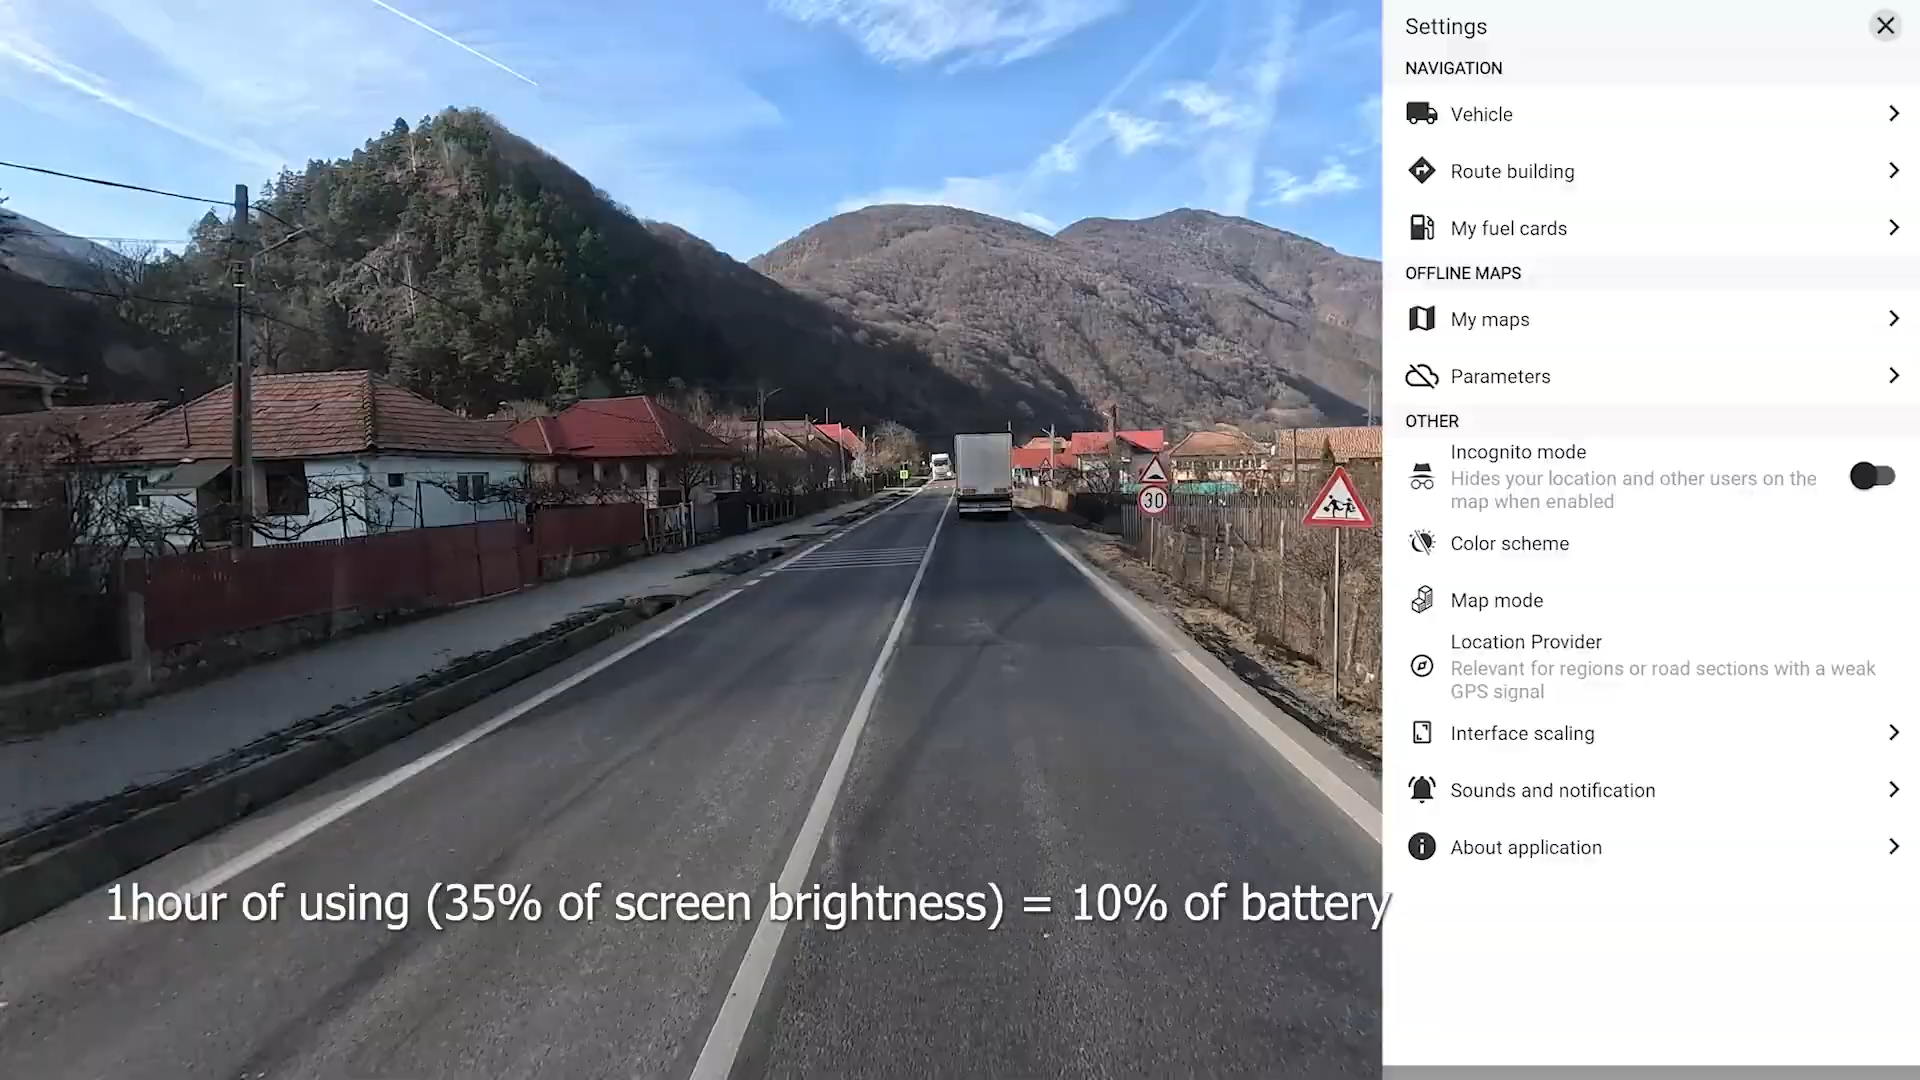 Settings
NAVIGATION
Vehicle
Route building
My fuel cards
OFFLINE MAPS
My maps
Parameters
OTHER
Incognito mode
Hides your location and other users on the
map when enabled
Color scheme
Map mode
Location Provider
Relevant for regions or road sections with a weak
GPS signal
Interface scaling
Sounds and notification
About application
30
1hour of using (35% of screen brightness) = 10% of battery